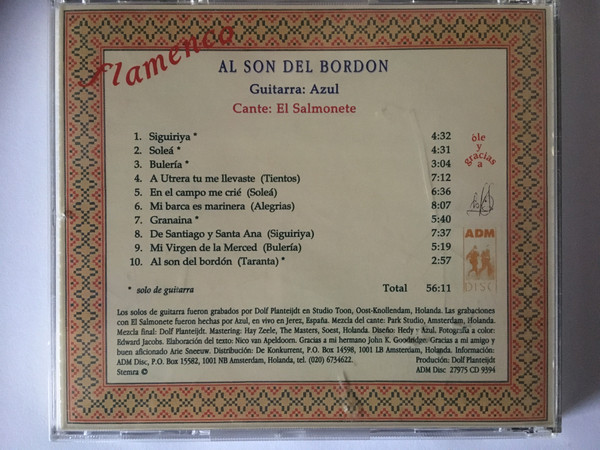 flamenco
AL SON DEL BORDON
Guitarra: Azul
Cante: El Salmonete
1. Siguiriya * 4:32
2. Soleá * 4:31
3. Bulería * 3:04
4. A Utrera tu me llevaste (Tientos) 7:12
5. En el campo me crié (Soleá) 6:36
6. Mi barca es marinera (Alegrias) 8:07
7. Granaina * 5:40
8. De Santiago y Santa Ana (Siguiriya) 7:37
9. Mi Virgen de la Merced (Bulería) 5:19
10. Al son del bordón (Taranta) * 2:57
* solo de guitarra Total 56:11
óle
y
gracias
a
ADM
DISC
Los solos de guitarra fueron grabados por Dolf Planteijdt en Studio Toon, Oost-Knollendam, Holanda. Las grabaciones
con El Salmonete fueron hechas por Azul, en vivo en Jerez, España. Mezcla del cante: Park Studio, Amsterdam, Holanda.
Mezcla final: Dolf Planteijdt. Mastering: Hay Zeele, The Masters, Soest, Holanda. Diseño: Hedy y Azul. Fotografía a color:
Edward Jacobs. Elaboración del texto: Nico van Apeldoorn. Gracias a mi hermano John K. Goodridge. Gracias a mi amigo y
buen aficionado Arie Sneeuw. Distribución: De Konkurrent, P.O. Box 14598, 1001 LB Amsterdam, Holanda. Información:
ADM Disc, P.O. Box 15582, 1001 NB Amsterdam, Holanda, tel. (020) 6734622. Produción: Dolf Planteijdt
Stemra © ADM Disc 27975 CD 9394